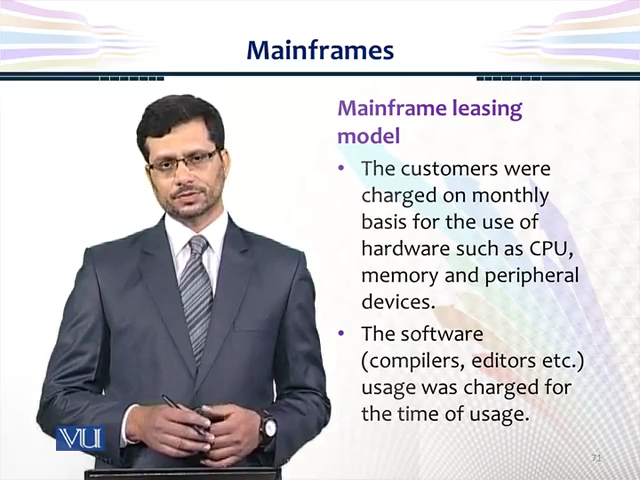 Mainframes
Mainframe leasing
model
• The customers were
charged on monthly
basis for the use of
hardware such as CPU,
memory and peripheral
devices.
• The software
(compilers, editors etc.)
usage was charged for
the time of usage.
VU
71